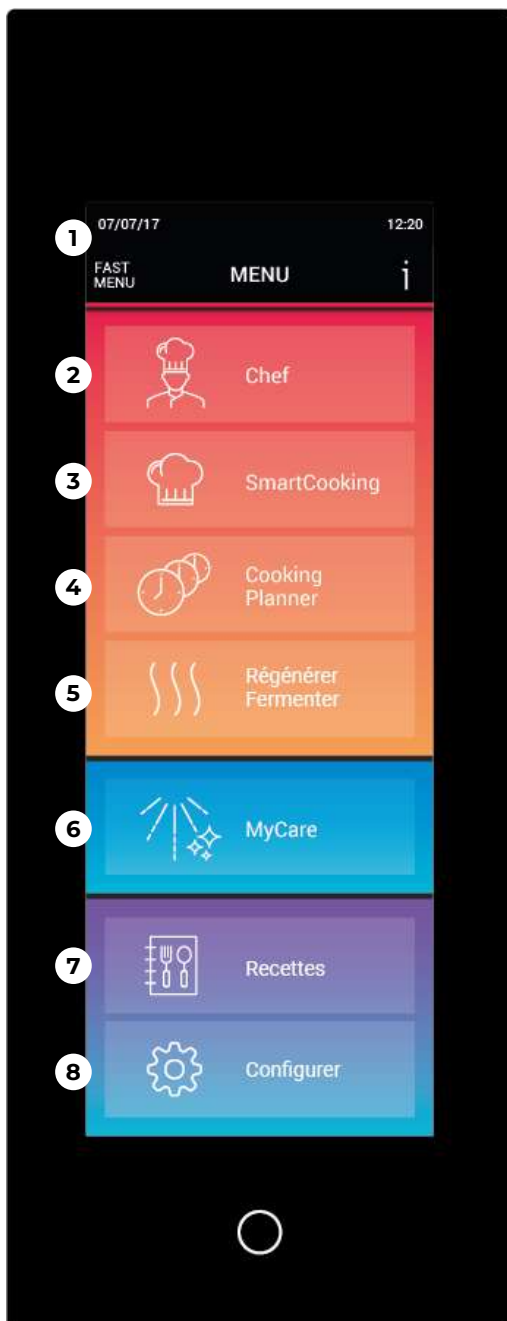 07/07/17 12:20
1
FAST
MENU
MENU
i
2
Chef
3
SmartCooking
4
Cooking
Planner
5
Régénérer
Fermenter
6
MyCare
7
Recettes
8
Configurer